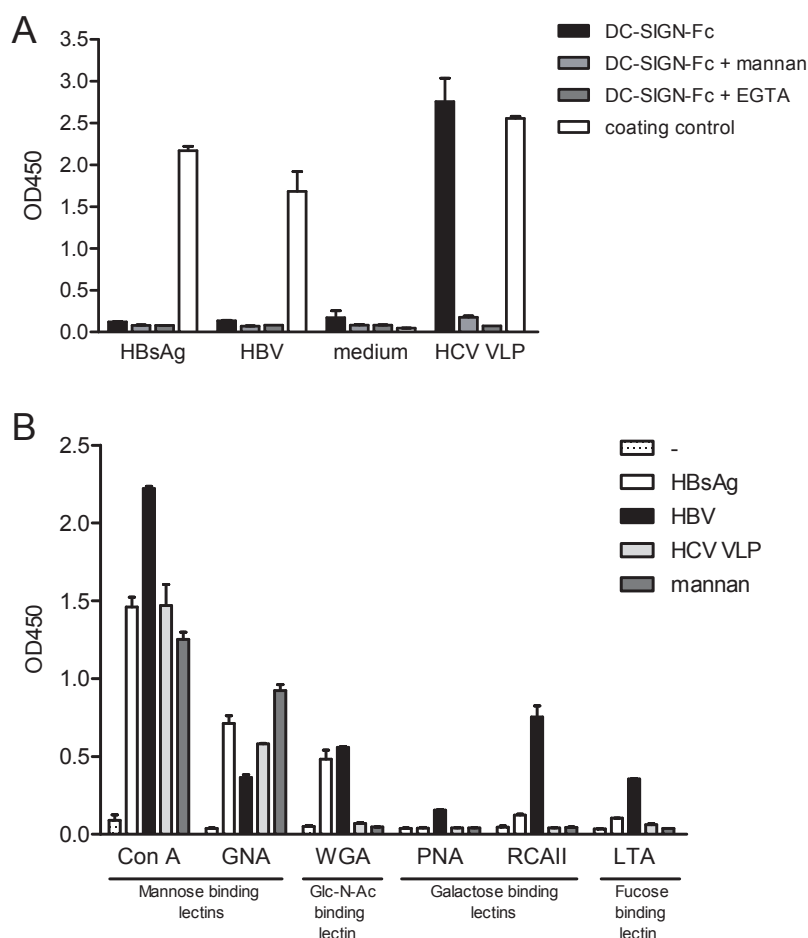 A
3.5
3.0
2.5
2.0
1.5
1.0
0.5
0.0
OD450
HBsAg HBV medium HCV VLP
DC-SIGN-Fc
DC-SIGN-Fc + mannan
DC-SIGN-Fc + EGTA
coating control
B
2.5
2.0
1.5
1.0
0.5
0.0
OD450
-
HBsAg
HBV
HCV VLP
mannan
Con A GNA WGA PNA RCAII LTA
Mannose binding
lectins
Glc-N-Ac
binding
lectin
Galactose binding
lectins
Fucose
binding
lectin